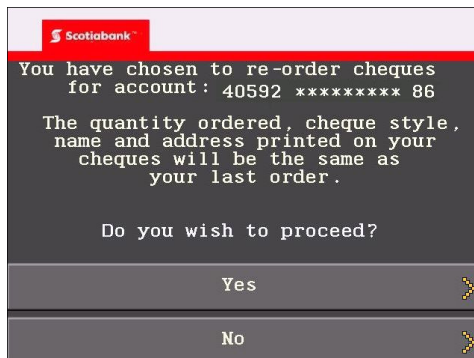 Scotiabank™
You have chosen to re-order cheques
for account: 40592 ********* 86
The quantity ordered, cheque style,
name and address printed on your
cheques will be the same as
your last order.
Do you wish to proceed?
Yes
No